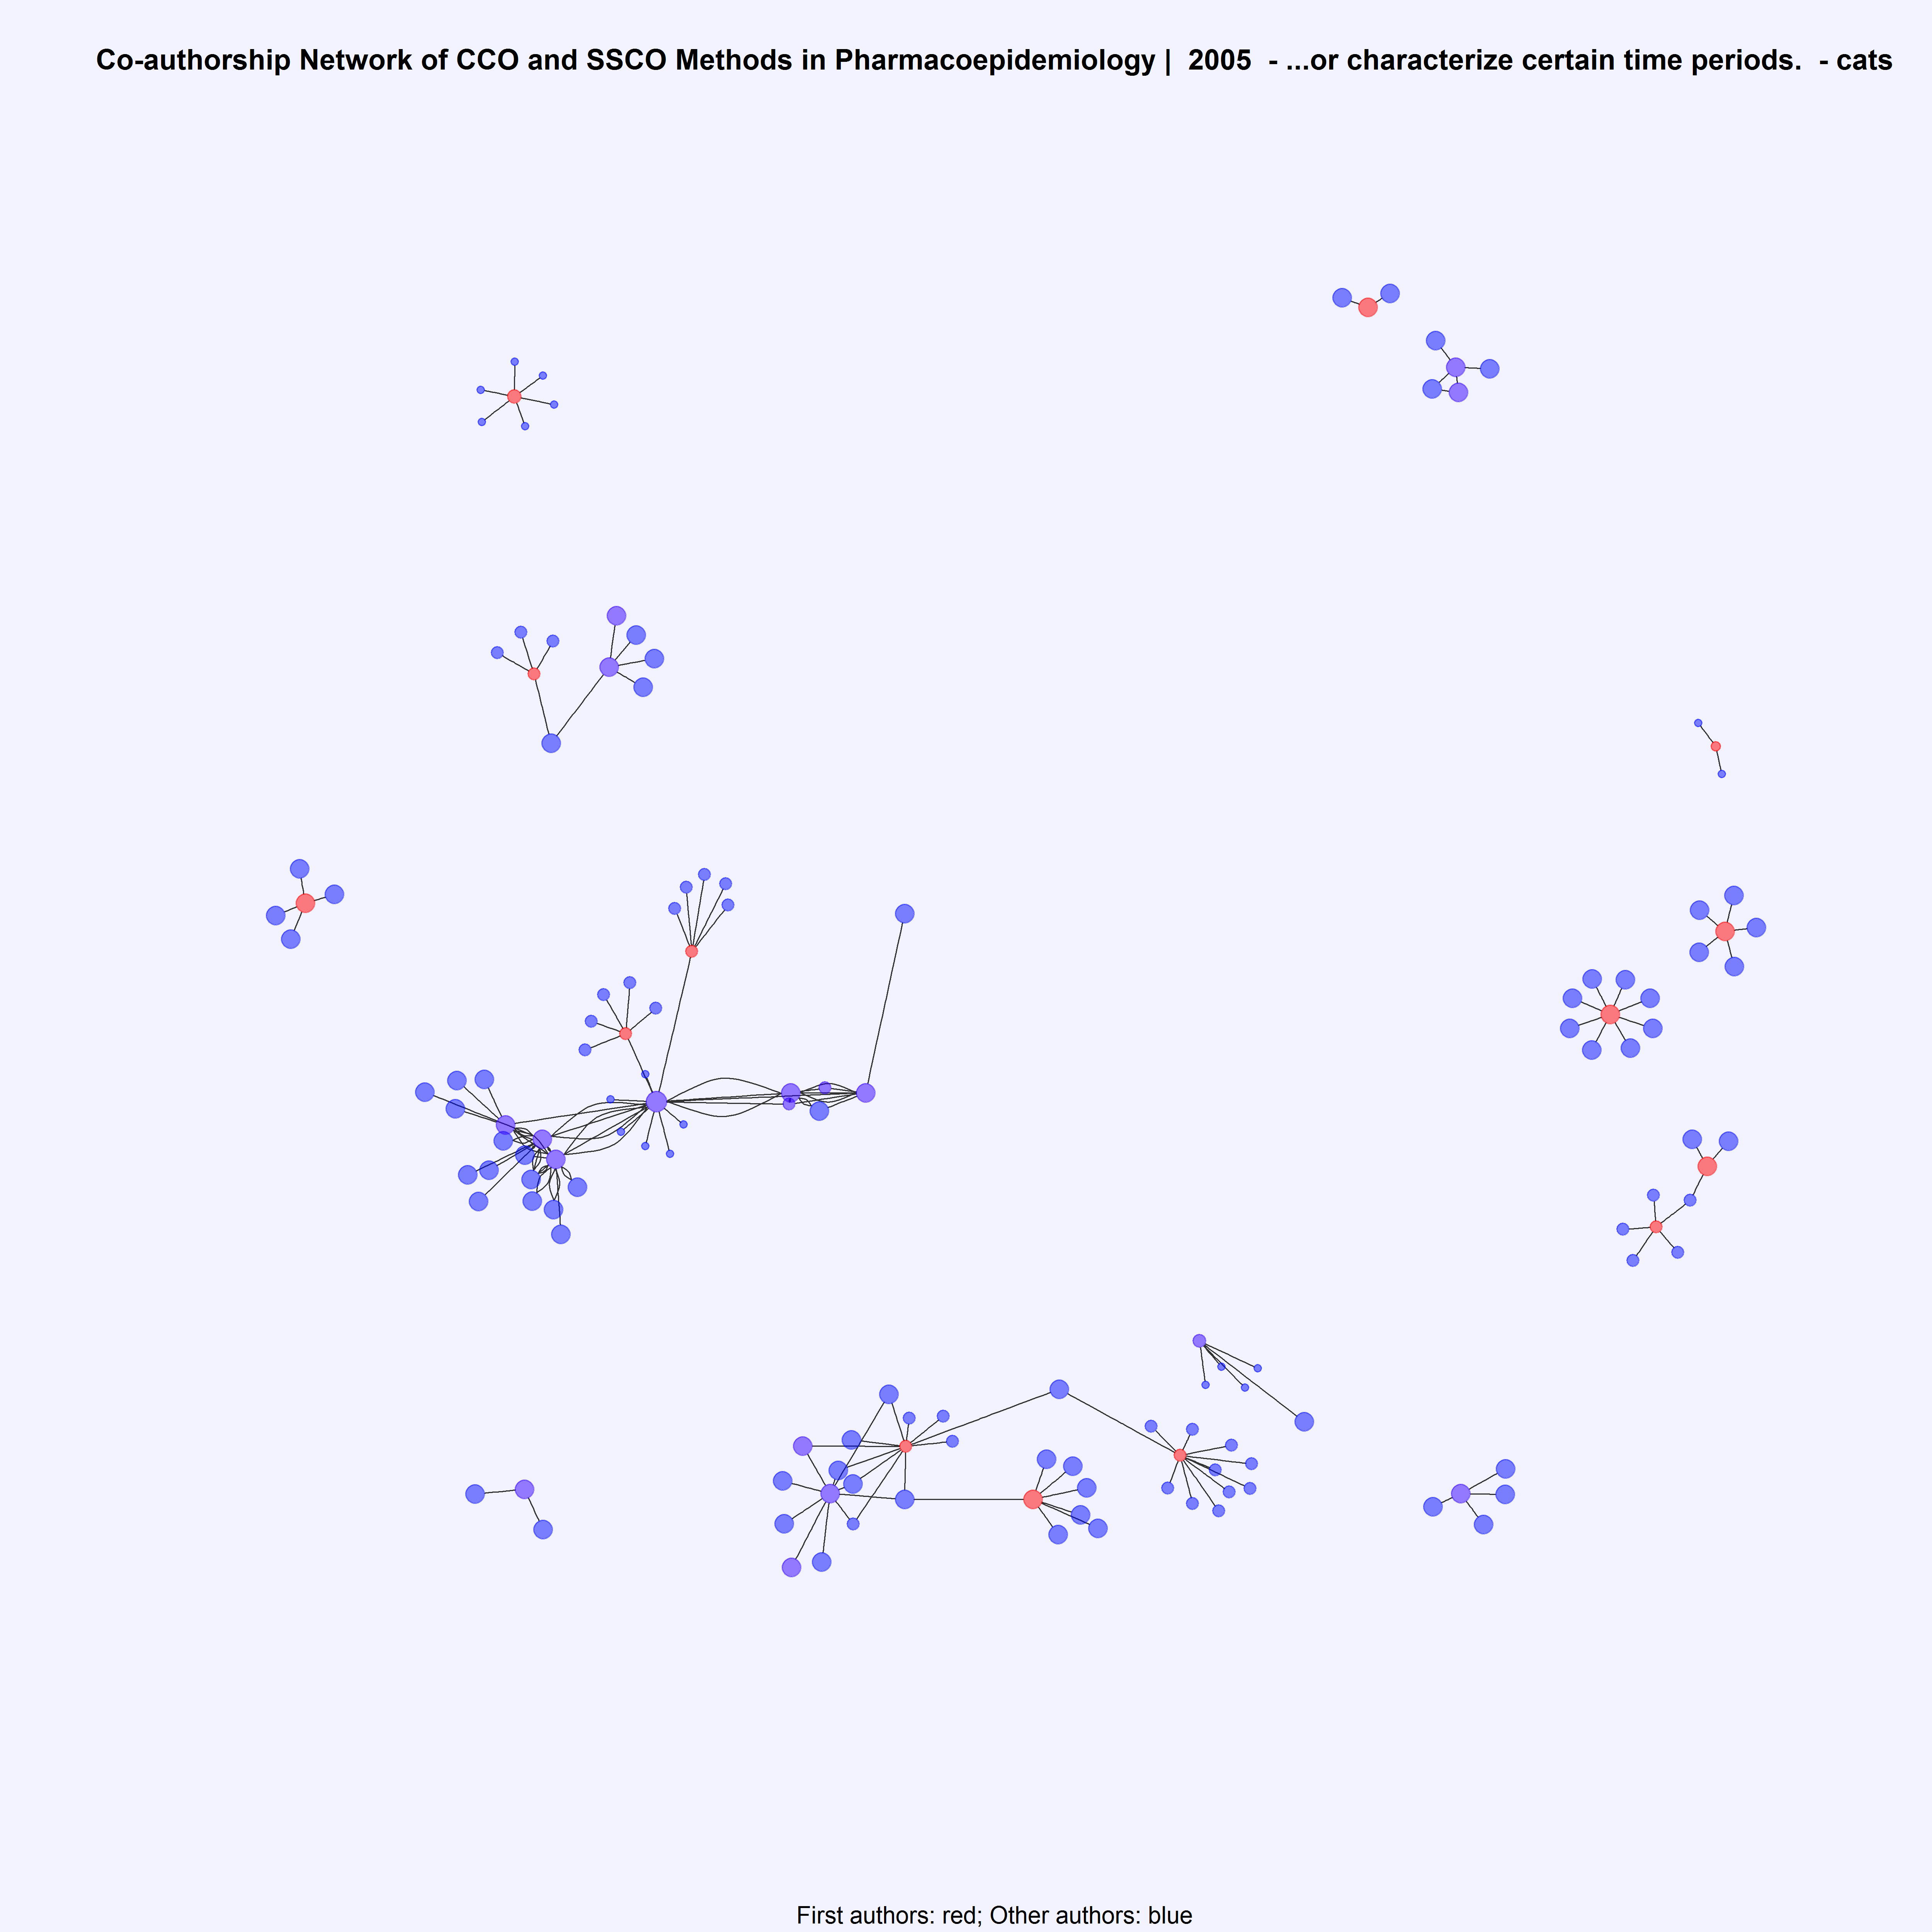 Co-authorship Network of CCO and SSCO Methods in Pharmacoepidemiology | 2005 - ...or characterize certain time periods. - cats
First authors: red; Other authors: blue